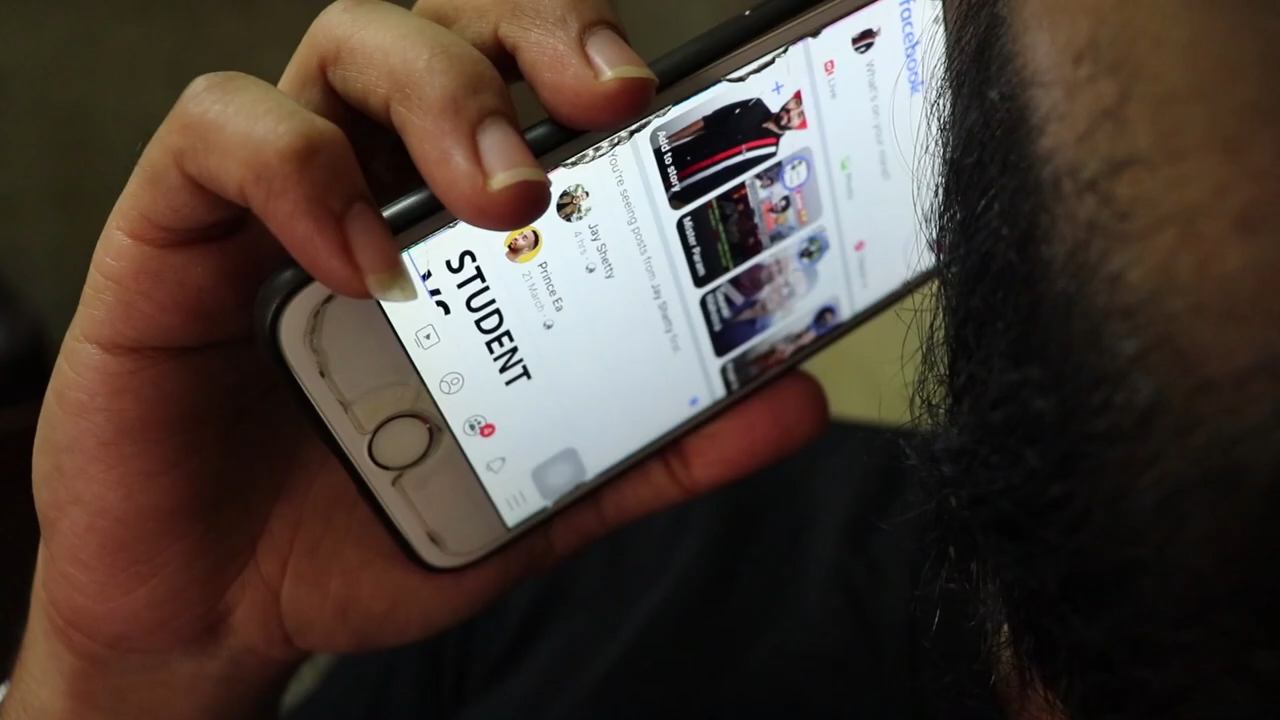 facebook
What's on your mind?
Live
Add to story
Mister Param
You're seeing posts from Jay Shetty first
Jay Shetty
4 hrs
Prince Ea
21 March
STUDENT
4